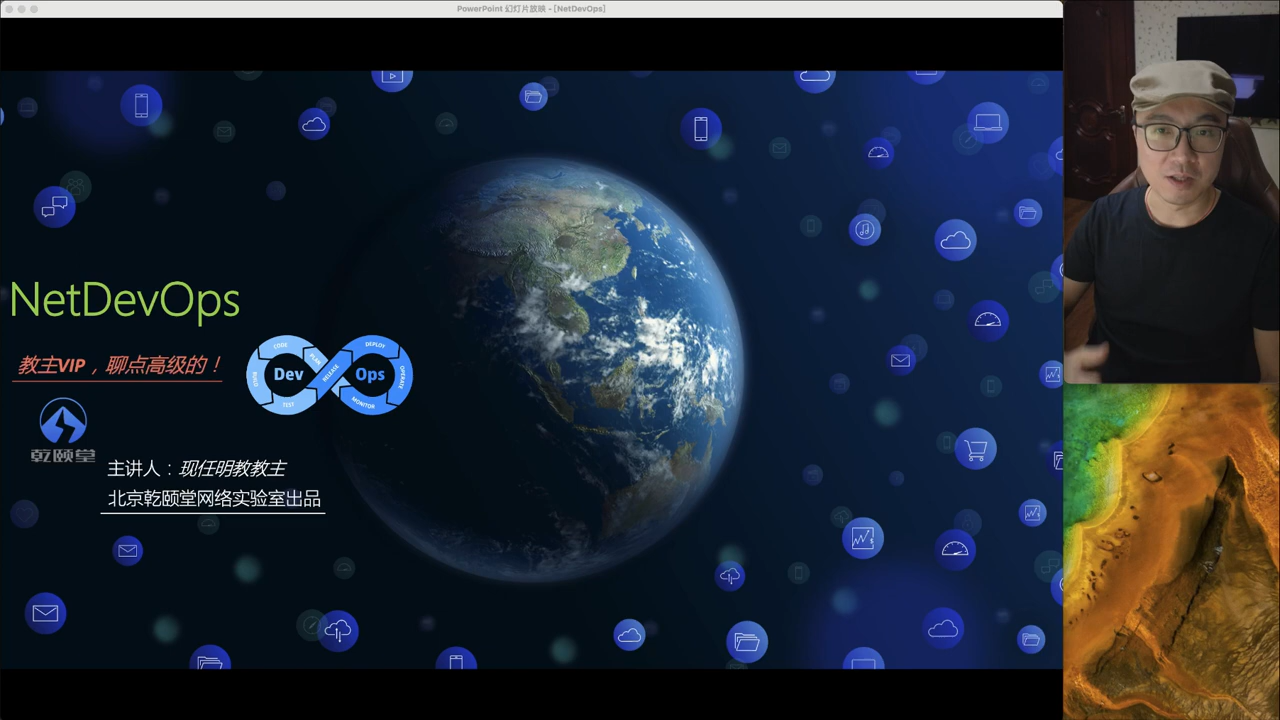 PowerPoint 幻灯片放映 - [NetDevOps]
NetDevOps
教主VIP，聊点高级的！
CODE
DEPLOY
PLAN
Dev
RELEASE
Ops
BUILD
OPERATE
TEST
MONITOR
乾颐堂
主讲人：现任明教教主
北京乾颐堂网络实验室出品